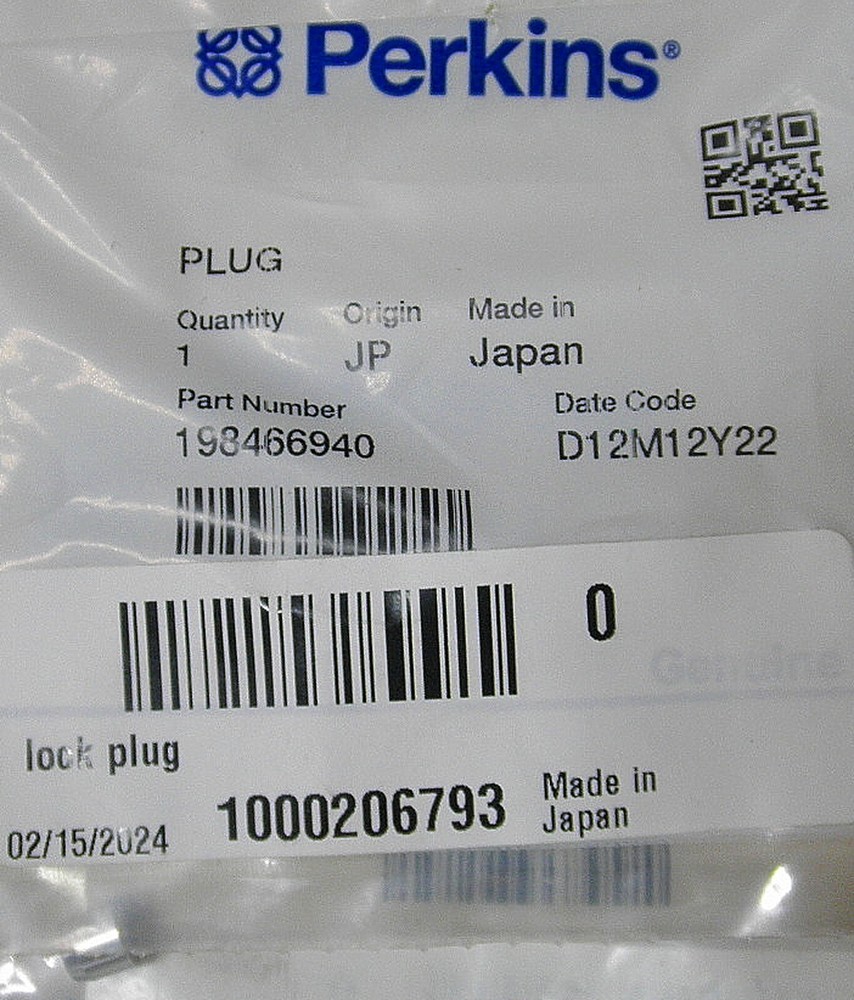 Perkins®
PLUG
Quantity Origin Made in
1 JP Japan
Part Number Date Code
198466940 D12M12Y22
0
Genuine
lock plug
1000206793 Made in
Japan
02/15/2024